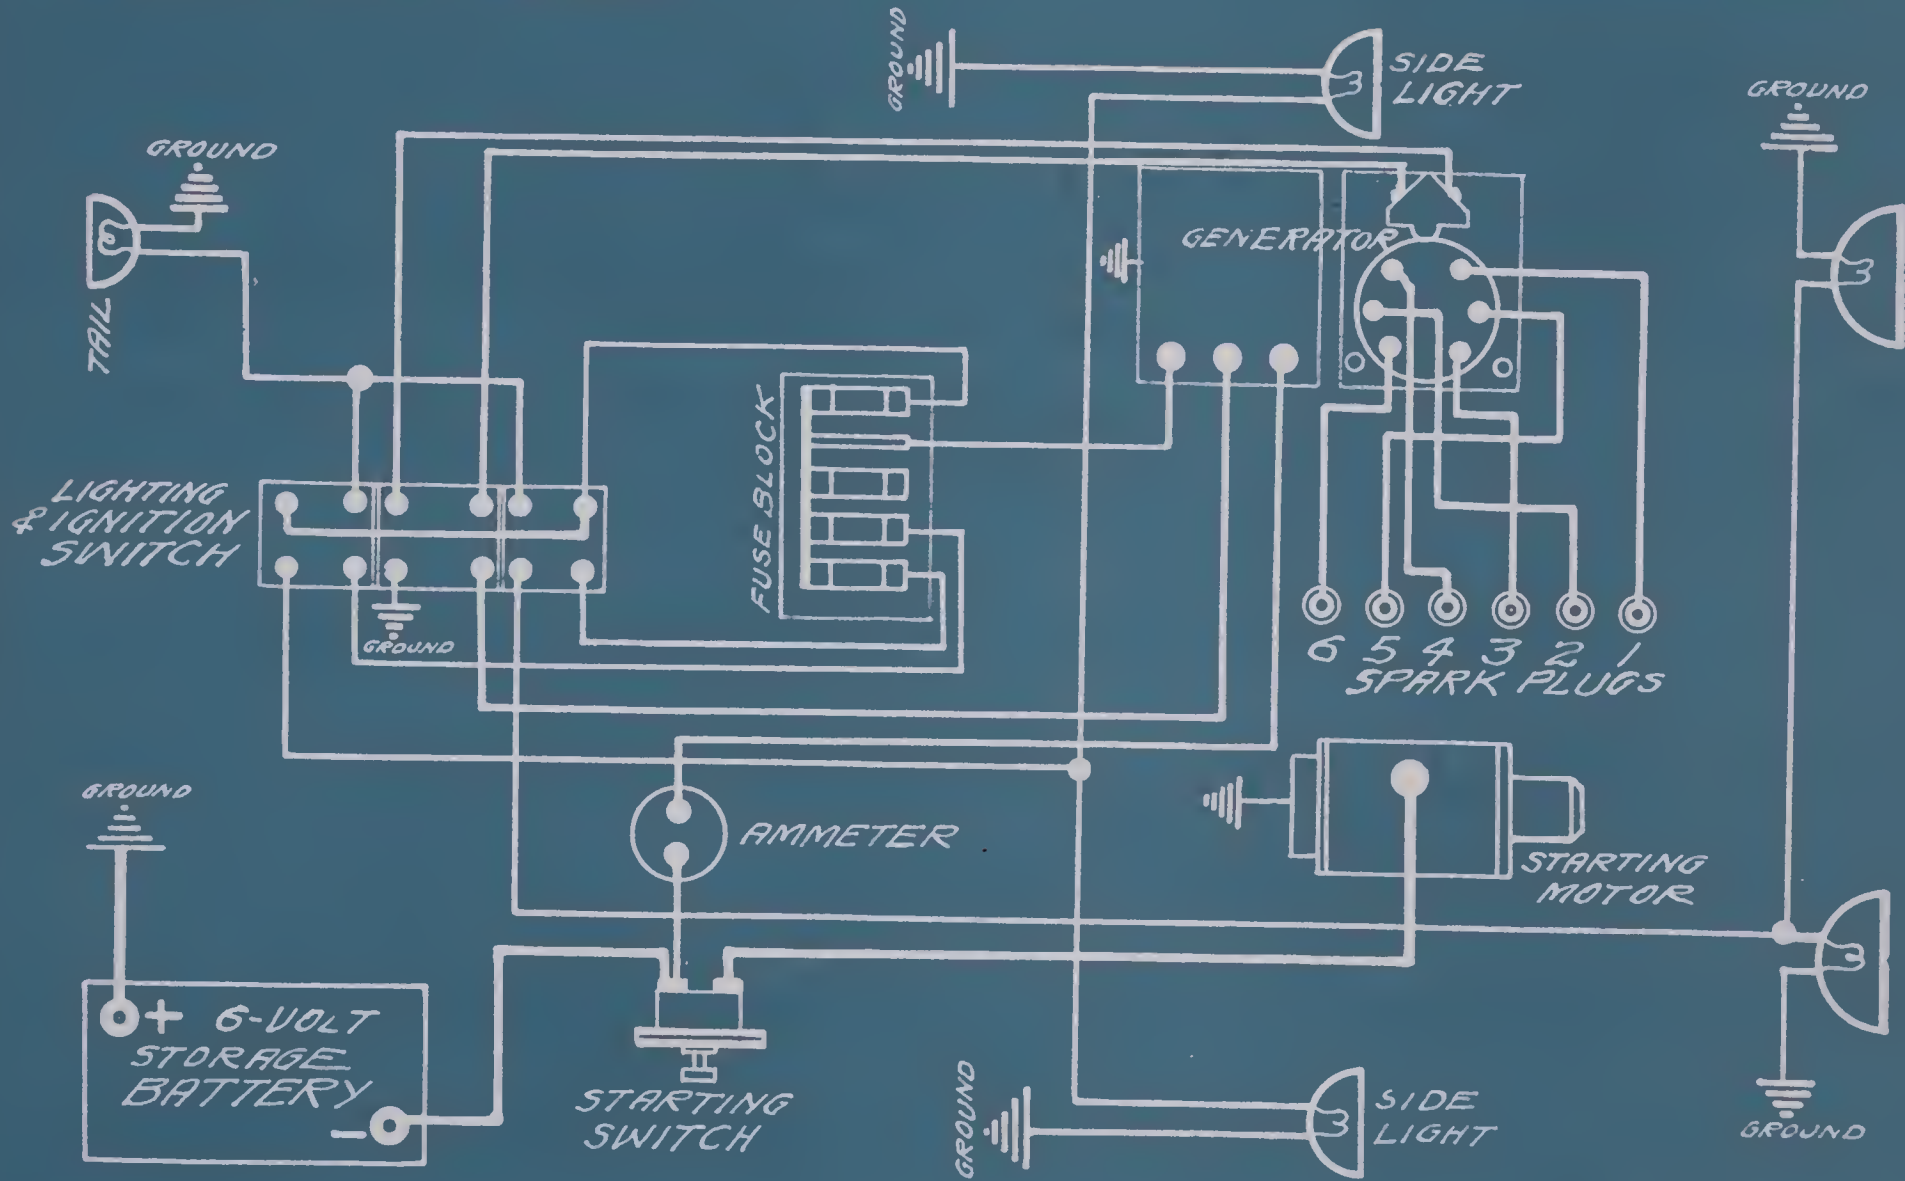 GROUND
SIDE
LIGHT
GROUND
GROUND
TAIL
GENERATOR
LIGHTING
& IGNITION
SWITCH
FUSE BLOCK
GROUND
6 5 4 3 2 1
SPARK PLUGS
GROUND
AMMETER
STARTING
MOTOR
+ 6-VOLT
STORAGE
BATTERY
-
STARTING
SWITCH
GROUND
SIDE
LIGHT
GROUND